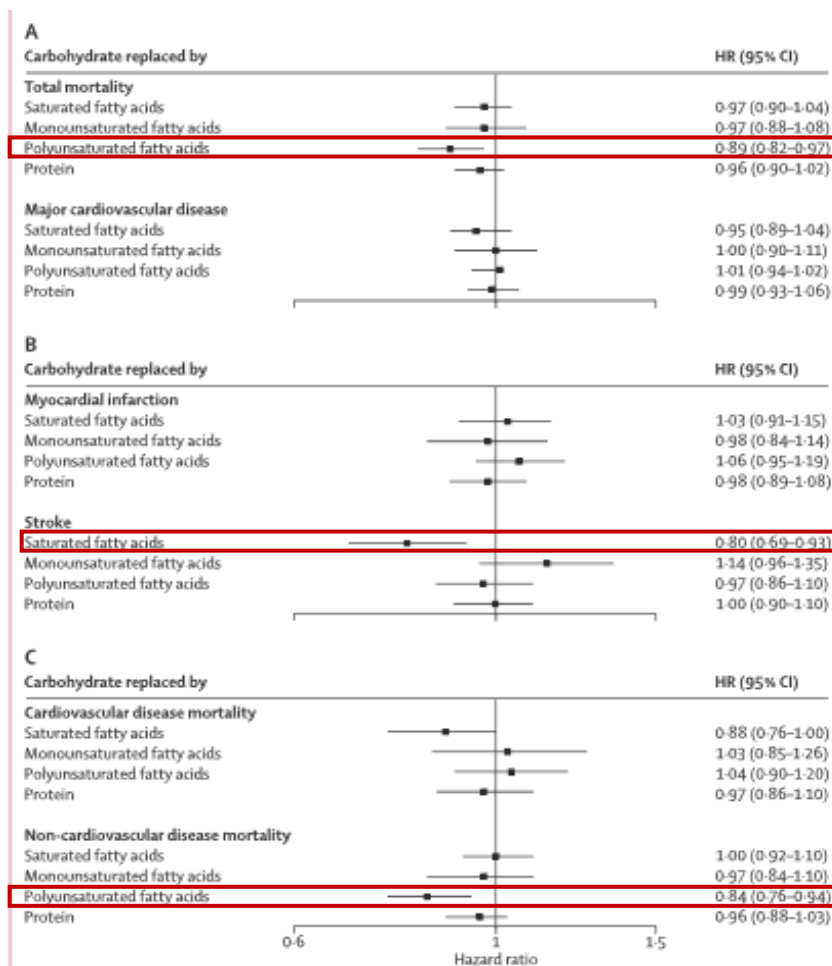 A
Carbohydrate replaced by HR (95% CI)
Total mortality
Saturated fatty acids 0·97 (0·90–1·04)
Monounsaturated fatty acids 0·97 (0·88–1·08)
Polyunsaturated fatty acids 0·89 (0·82–0·97)
Protein 0·96 (0·90–1·02)
Major cardiovascular disease
Saturated fatty acids 0·95 (0·89–1·04)
Monounsaturated fatty acids 1·00 (0·90–1·11)
Polyunsaturated fatty acids 1·01 (0·94–1·02)
Protein 0·99 (0·93–1·06)
B
Carbohydrate replaced by HR (95% CI)
Myocardial infarction
Saturated fatty acids 1·03 (0·91–1·15)
Monounsaturated fatty acids 0·98 (0·84–1·14)
Polyunsaturated fatty acids 1·06 (0·95–1·19)
Protein 0·98 (0·89–1·08)
Stroke
Saturated fatty acids 0·80 (0·69–0·93)
Monounsaturated fatty acids 1·14 (0·96–1·35)
Polyunsaturated fatty acids 0·97 (0·86–1·10)
Protein 1·00 (0·90–1·10)
C
Carbohydrate replaced by HR (95% CI)
Cardiovascular disease mortality
Saturated fatty acids 0·88 (0·76–1·00)
Monounsaturated fatty acids 1·03 (0·85–1·26)
Polyunsaturated fatty acids 1·04 (0·90–1·20)
Protein 0·97 (0·86–1·10)
Non-cardiovascular disease mortality
Saturated fatty acids 1·00 (0·92–1·10)
Monounsaturated fatty acids 0·97 (0·84–1·10)
Polyunsaturated fatty acids 0·84 (0·76–0·94)
Protein 0·96 (0·88–1·03)
0·6 1 1·5
Hazard ratio